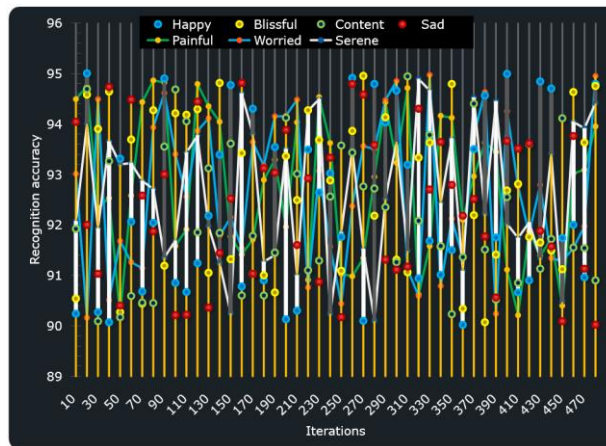 Happy Blissful Content Sad
Painful Worried Serene
96
95
94
93
92
91
90
89
Recognition accuracy
10 30 50 70 90 110 130 150 170 190 210 230 250 270 290 310 330 350 370 390 410 430 450 470
Iterations